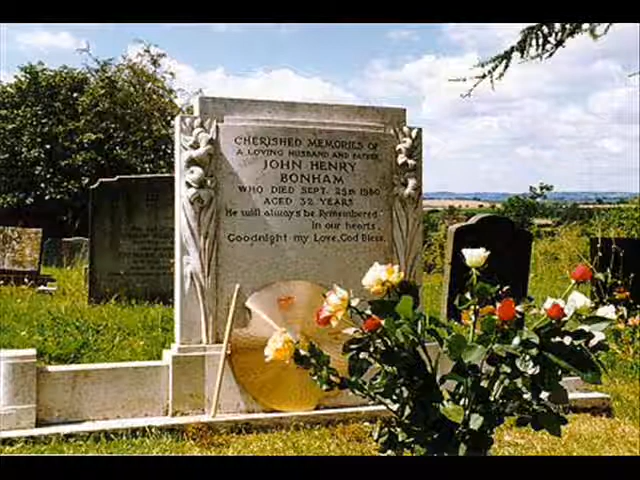 CHERISHED MEMORIES OF
A LOVING HUSBAND AND FATHER
JOHN HENRY
BONHAM
WHO DIED SEPT. 25th 1980
AGED 32 YEARS
He will always be Remembered
in our hearts.
Goodnight my Love, God Bless.